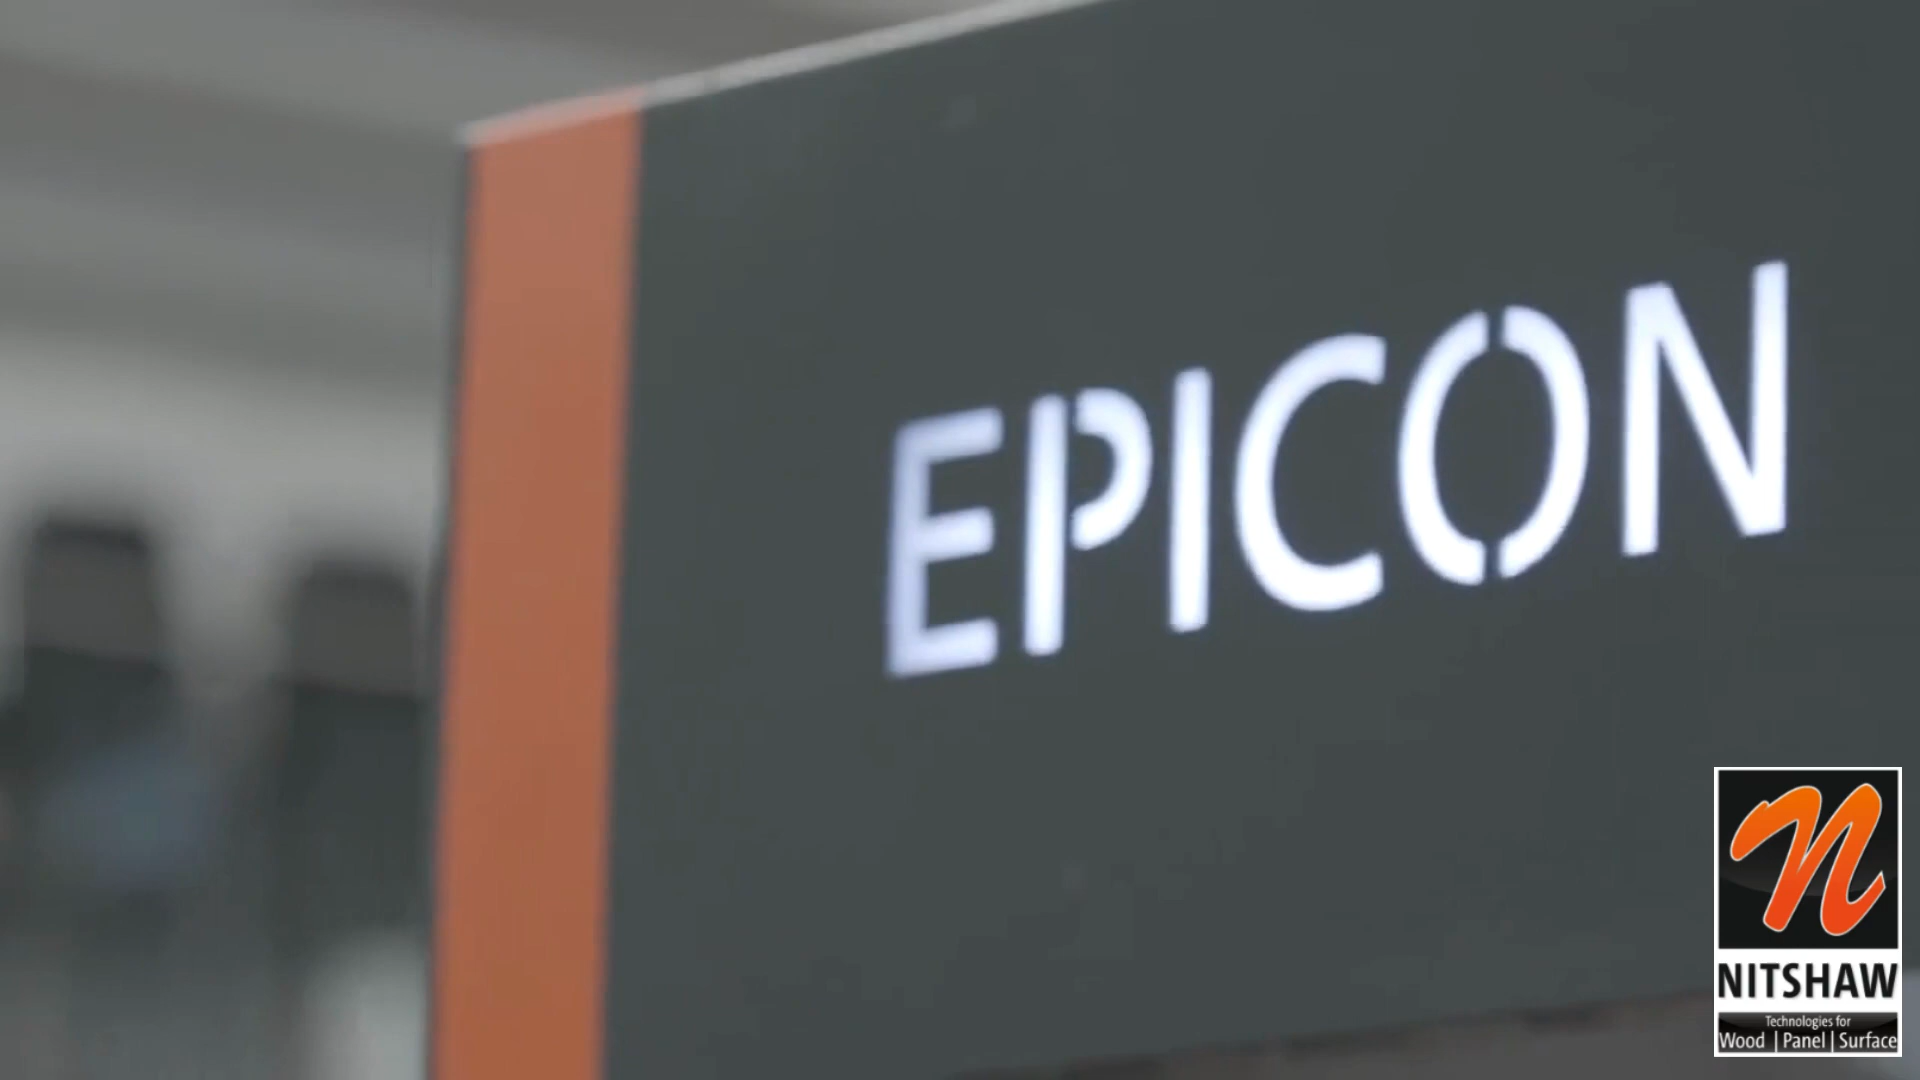 EPICON
n
NITSHAW
Technologies for
Wood | Panel | Surface